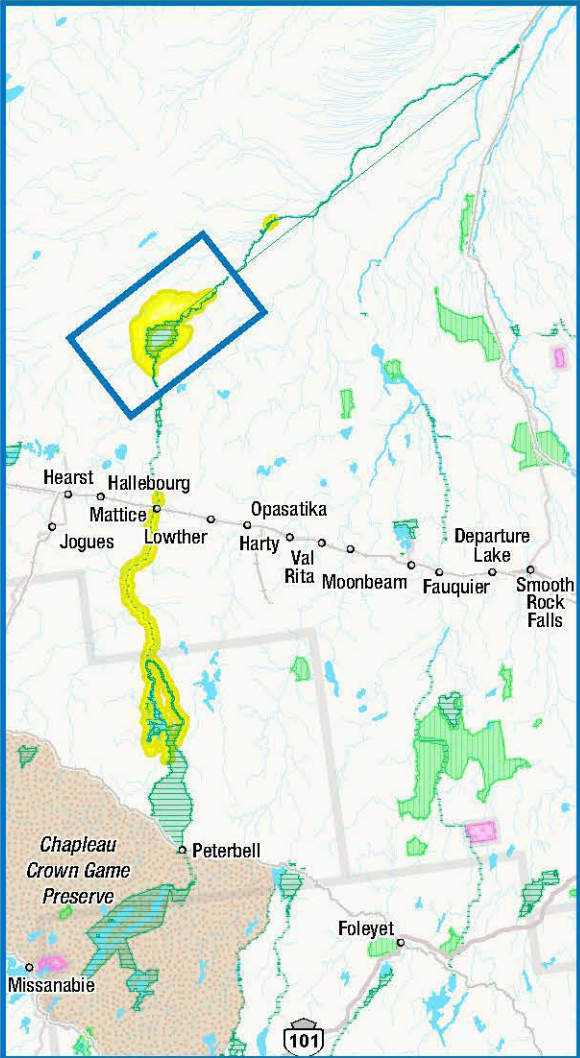 Hearst
Hallebourg
Mattice
Jogues
Lowther
Opasatika
Harty
Val
Rita
Moonbeam
Fauquier
Departure
Lake
Smooth
Rock
Falls
Chapleau
Crown Game
Preserve
Peterbell
Foleyet
Missanabie
101